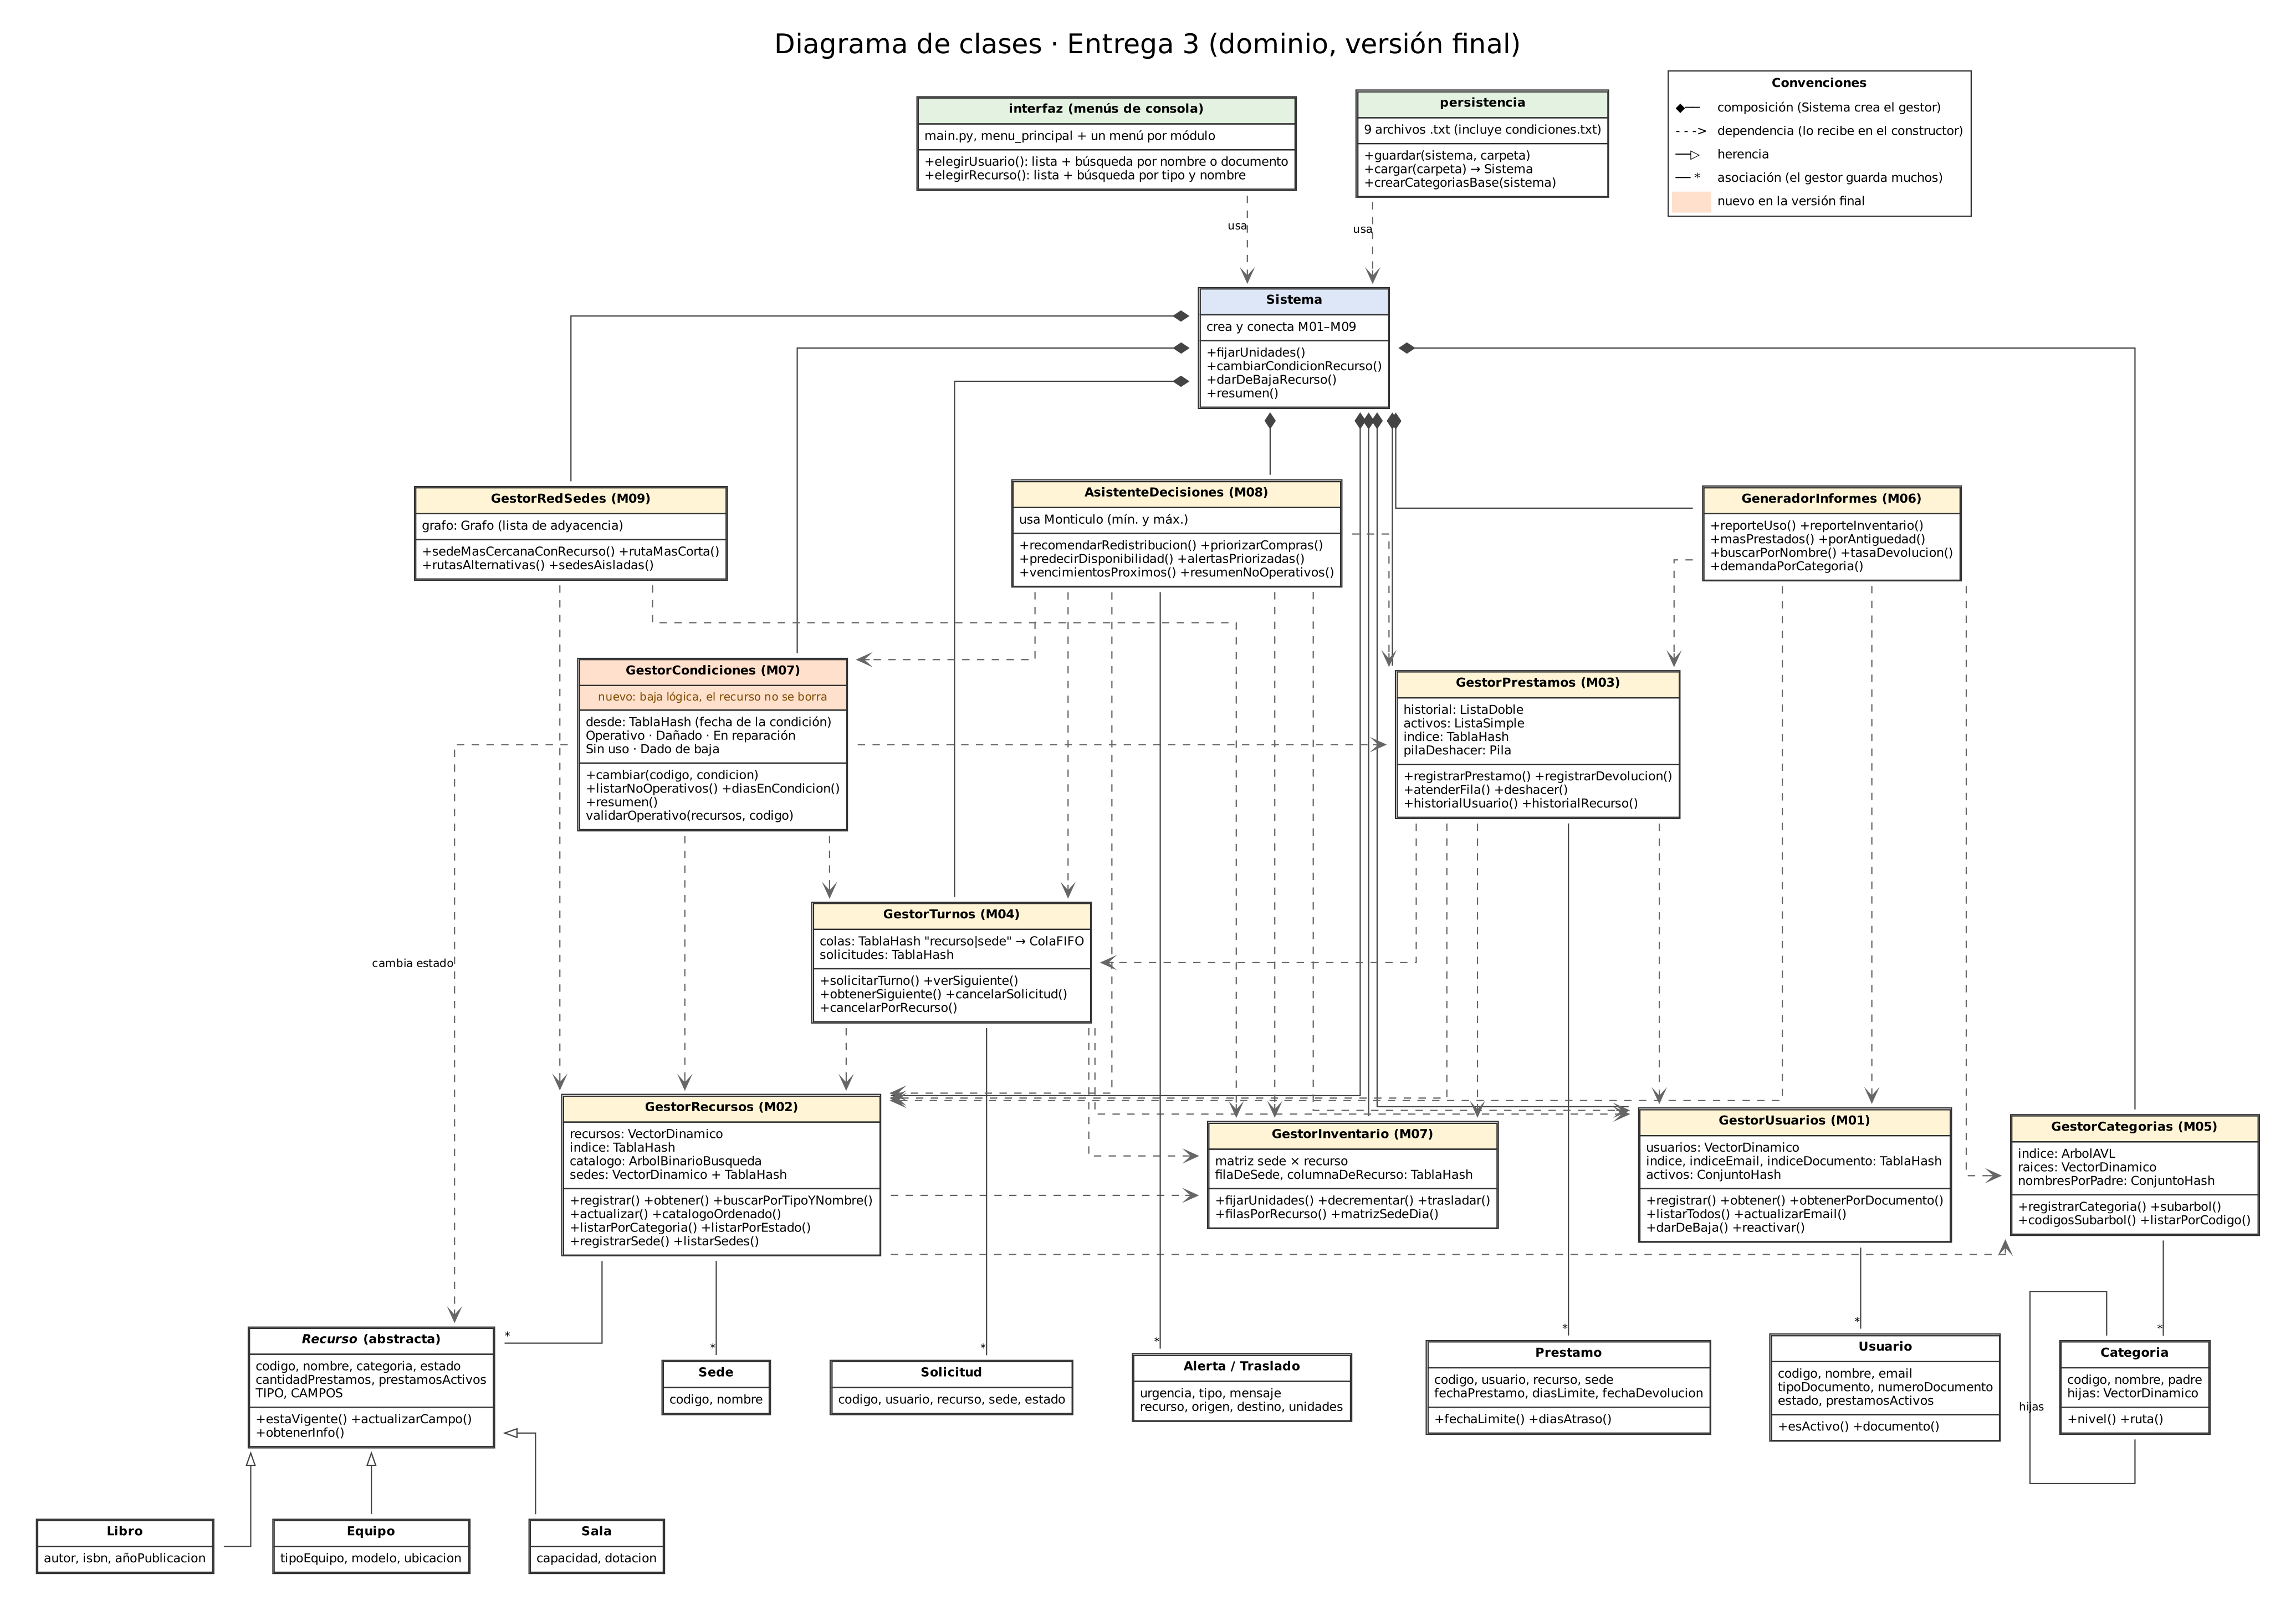 Diagrama de clases · Entrega 3 (dominio, versión final)
interfaz (menús de consola)
main.py, menu_principal + un menú por módulo
+elegirUsuario(): lista + búsqueda por nombre o documento
+elegirRecurso(): lista + búsqueda por tipo y nombre
persistencia
9 archivos .txt (incluye condiciones.txt)
+guardar(sistema, carpeta)
+cargar(carpeta) → Sistema
+crearCategoriasBase(sistema)
Convenciones
composición (Sistema crea el gestor)
- - -> dependencia (lo recibe en el constructor)
herencia
— * asociación (el gestor guarda muchos)
nuevo en la versión final
usa
usa
Sistema
crea y conecta M01–M09
+fijarUnidades()
+cambiarCondicionRecurso()
+darDeBajaRecurso()
+resumen()
GestorRedSedes (M09)
grafo: Grafo (lista de adyacencia)
+sedeMasCercanaConRecurso() +rutaMasCorta()
+rutasAlternativas() +sedesAisladas()
AsistenteDecisiones (M08)
usa Monticulo (mín. y máx.)
+recomendarRedistribucion() +priorizarCompras()
+predecirDisponibilidad() +alertasPriorizadas()
+vencimientosProximos() +resumenNoOperativos()
GeneradorInformes (M06)
+reporteUso() +reporteInventario()
+masPrestados() +porAntiguedad()
+buscarPorNombre() +tasaDevolucion()
+demandaPorCategoria()
GestorCondiciones (M07)
nuevo: baja lógica, el recurso no se borra
desde: TablaHash (fecha de la condición)
Operativo · Dañado · En reparación
Sin uso · Dado de baja
+cambiar(codigo, condicion)
+listarNoOperativos() +diasEnCondicion()
+resumen()
validarOperativo(recursos, codigo)
GestorPrestamos (M03)
historial: ListaDoble
activos: ListaSimple
indice: TablaHash
pilaDeshacer: Pila
+registrarPrestamo() +registrarDevolucion()
+atenderFila() +deshacer()
+historialUsuario() +historialRecurso()
GestorTurnos (M04)
colas: TablaHash "recurso|sede" → ColaFIFO
solicitudes: TablaHash
+solicitarTurno() +verSiguiente()
+obtenerSiguiente() +cancelarSolicitud()
+cancelarPorRecurso()
cambia estado
GestorRecursos (M02)
recursos: VectorDinamico
indice: TablaHash
catalogo: ArbolBinarioBusqueda
sedes: VectorDinamico + TablaHash
+registrar() +obtener() +buscarPorTipoYNombre()
+actualizar() +catalogoOrdenado()
+listarPorCategoria() +listarPorEstado()
+registrarSede() +listarSedes()
GestorInventario (M07)
matriz sede × recurso
filaDeSede, columnaDeRecurso: TablaHash
+fijarUnidades() +decrementar() +trasladar()
+filasPorRecurso() +matrizSedeDia()
GestorUsuarios (M01)
usuarios: VectorDinamico
indice, indiceEmail, indiceDocumento: TablaHash
activos: ConjuntoHash
+registrar() +obtener() +obtenerPorDocumento()
+listarTodos() +actualizarEmail()
+darDeBaja() +reactivar()
GestorCategorias (M05)
indice: ArbolAVL
raices: VectorDinamico
nombresPorPadre: ConjuntoHash
+registrarCategoria() +subarbol()
+codigosSubarbol() +listarPorCodigo()
*
*
*
*
*
*
*
Recurso (abstracta)
codigo, nombre, categoria, estado
cantidadPrestamos, prestamosActivos
TIPO, CAMPOS
+estaVigente() +actualizarCampo()
+obtenerInfo()
Sede
codigo, nombre
Solicitud
codigo, usuario, recurso, sede, estado
Alerta / Traslado
urgencia, tipo, mensaje
recurso, origen, destino, unidades
Prestamo
codigo, usuario, recurso, sede
fechaPrestamo, diasLimite, fechaDevolucion
+fechaLimite() +diasAtraso()
Usuario
codigo, nombre, email
tipoDocumento, numeroDocumento
estado, prestamosActivos
+esActivo() +documento()
hijas
Categoria
codigo, nombre, padre
hijas: VectorDinamico
+nivel() +ruta()
Libro
autor, isbn, añoPublicacion
Equipo
tipoEquipo, modelo, ubicacion
Sala
capacidad, dotacion